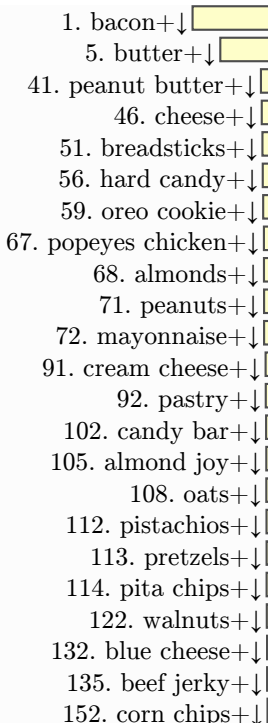 1. bacon+↓
5. butter+↓
41. peanut butter+↓
46. cheese+↓
51. breadsticks+↓
56. hard candy+↓
59. oreo cookie+↓
67. popeyes chicken+↓
68. almonds+↓
71. peanuts+↓
72. mayonnaise+↓
91. cream cheese+↓
92. pastry+↓
102. candy bar+↓
105. almond joy+↓
108. oats+↓
112. pistachios+↓
113. pretzels+↓
114. pita chips+↓
122. walnuts+↓
132. blue cheese+↓
135. beef jerky+↓
152. corn chips+↓